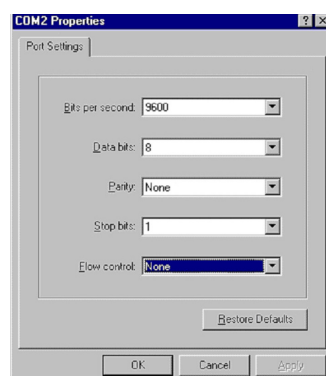 COM2 Properties
Port Settings
Bits per second: 9600
Data bits: 8
Parity: None
Stop bits: 1
Flow control: None
Restore Defaults
OK Cancel Apply